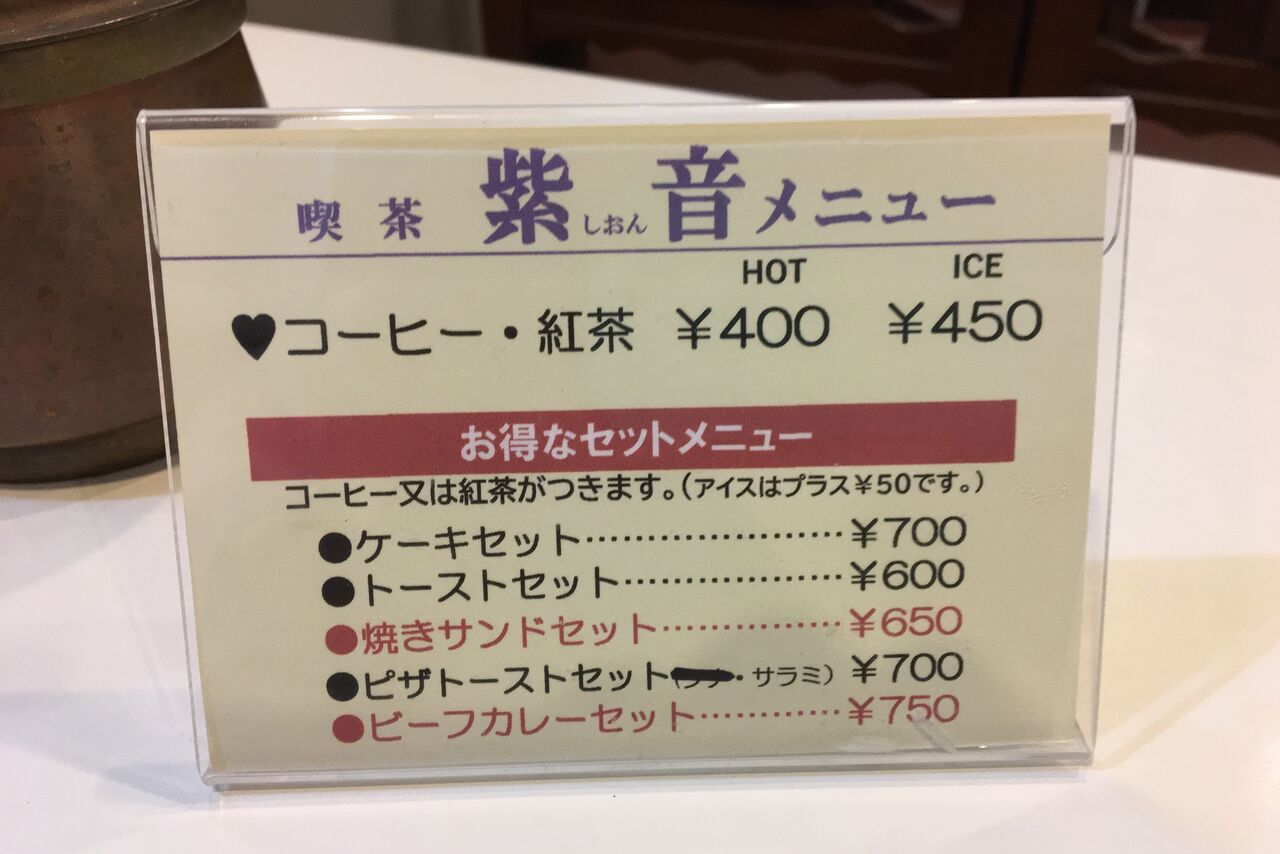 喫茶 紫音 しおん メニュー
HOT ICE
♥コーヒー・紅茶 ¥400 ¥450
お得なセットメニュー
コーヒー又は紅茶がつきます。(アイスはプラス¥50です。)
●ケーキセット…………………… ¥700
●トーストセット………………… ¥600
●焼きサンドセット…………… ¥650
●ピザトーストセット( ・サラミ) ¥700
●ビーフカレーセット………… ¥750